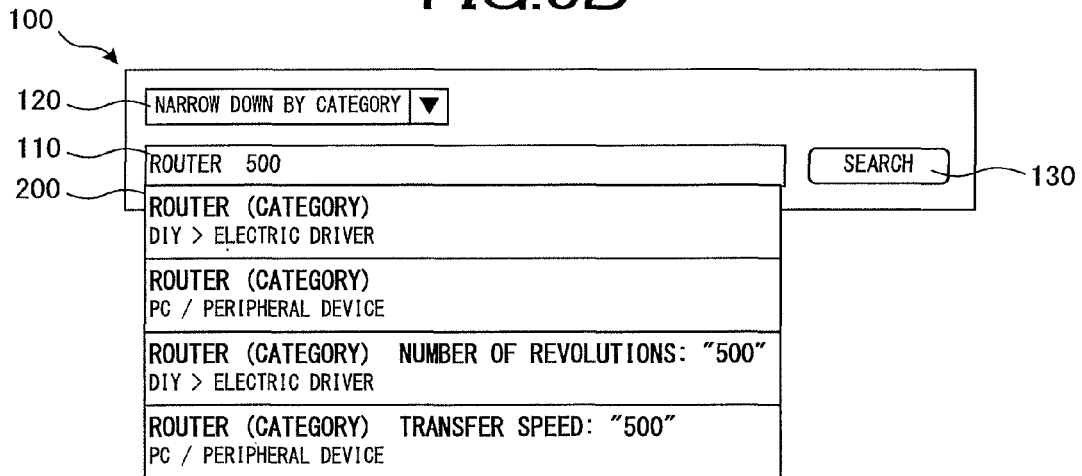 100
120
NARROW DOWN BY CATEGORY ▼
110
ROUTER 500
SEARCH
130
200
ROUTER (CATEGORY)
DIY > ELECTRIC DRIVER
ROUTER (CATEGORY)
PC / PERIPHERAL DEVICE
ROUTER (CATEGORY) NUMBER OF REVOLUTIONS: "500"
DIY > ELECTRIC DRIVER
ROUTER (CATEGORY) TRANSFER SPEED: "500"
PC / PERIPHERAL DEVICE